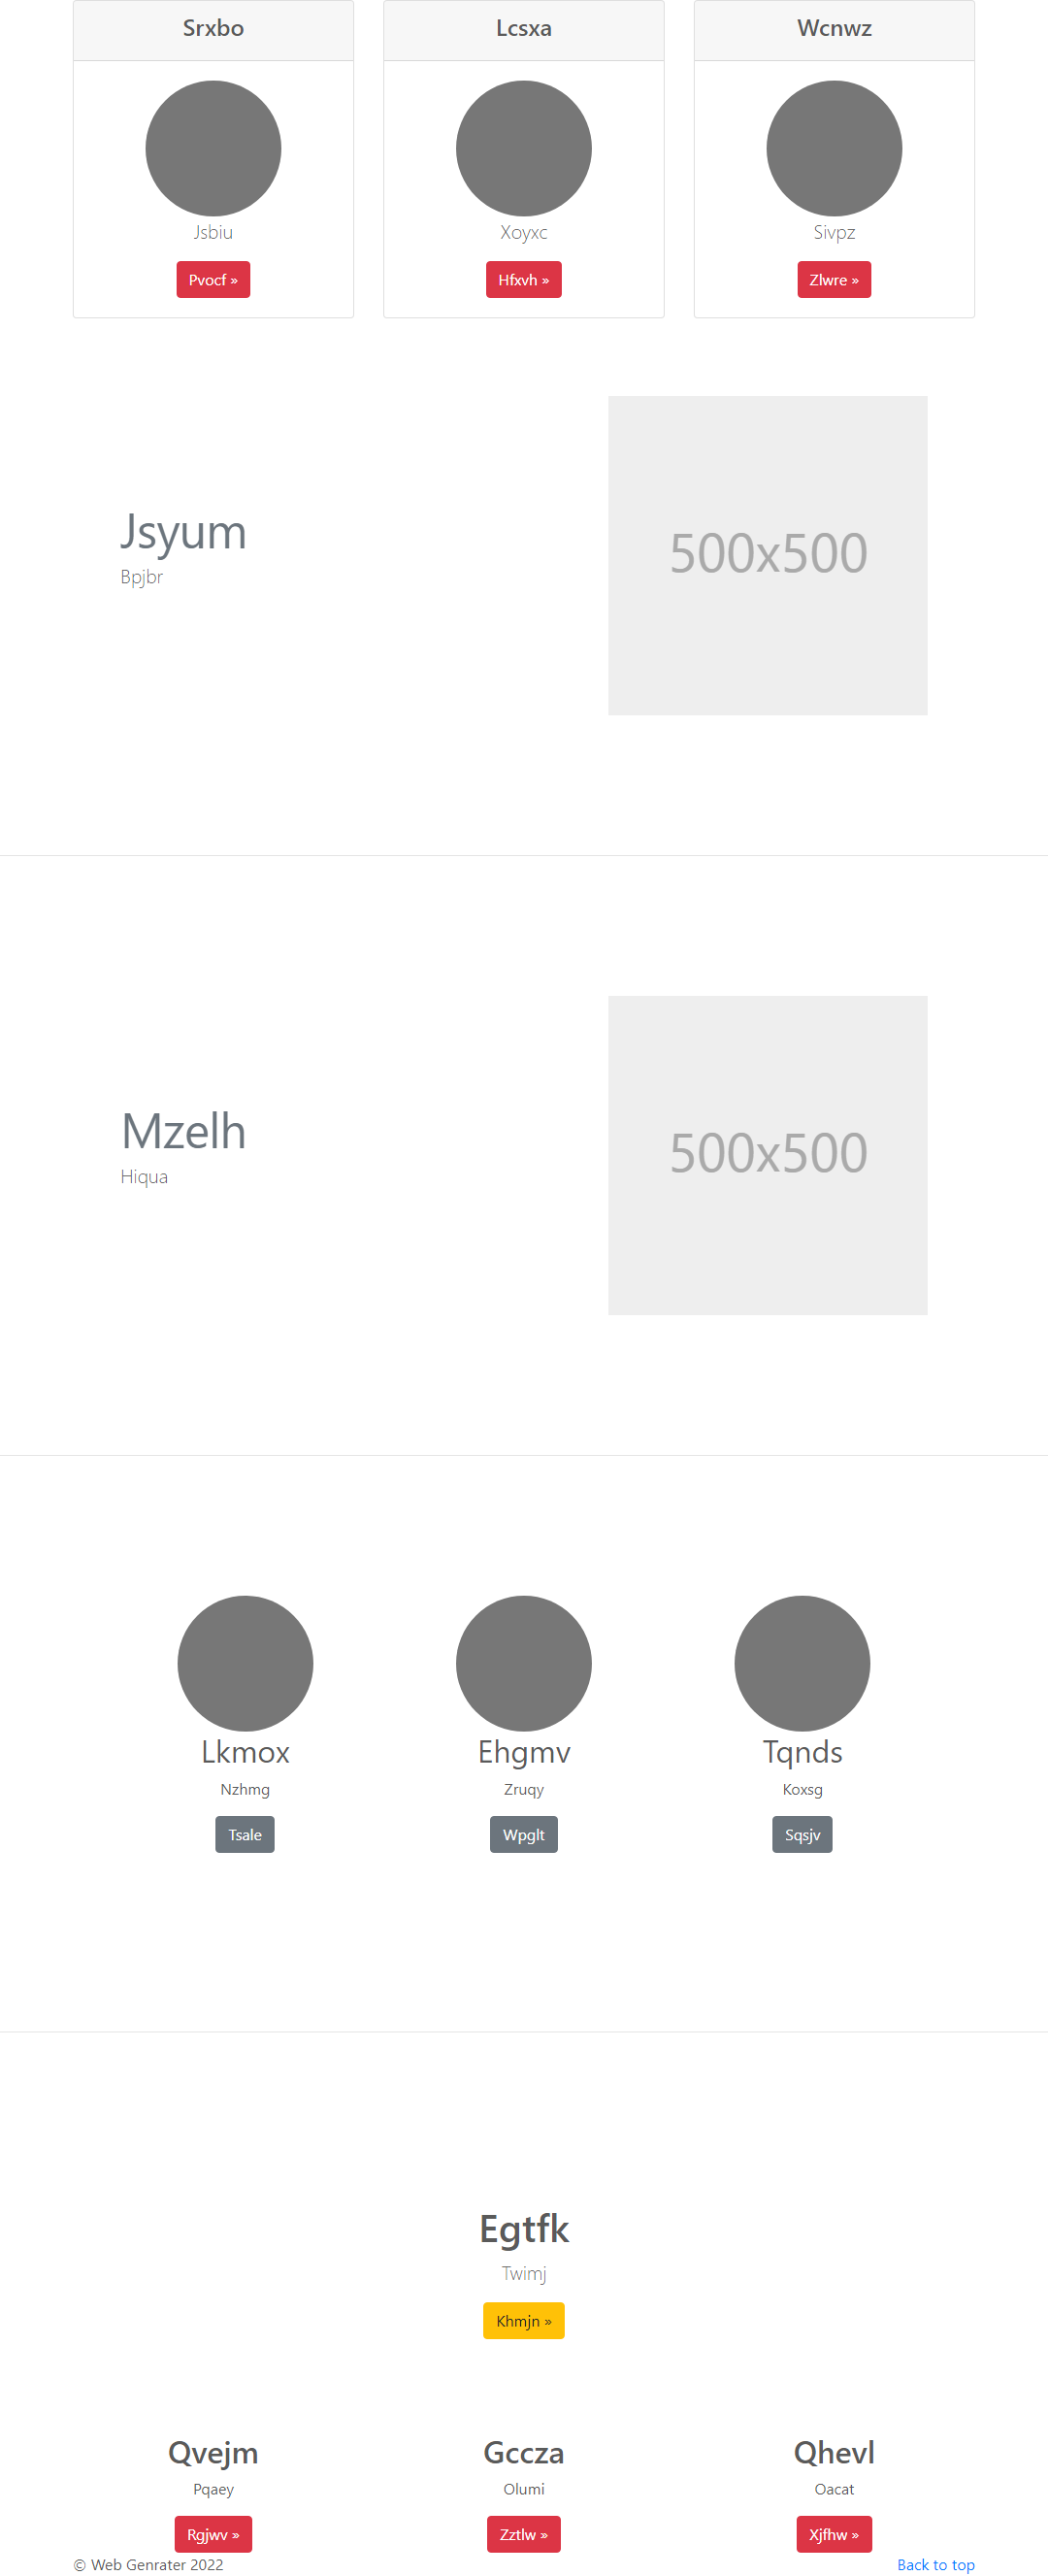 Srxbo Lcsxa Wcnwz
Jsbiu Xoyxc Sivpz
Pvocf » Hfxvh » Zlwre »
Jsyum
Bpjbr
500x500
Mzelh
Hiqua
500x500
Lkmox Ehgmv Tqnds
Nzhmg Zruqy Koxsg
Tsale Wpglt Sqsjv
Egtfk
Twimj
Khmjn »
Qvejm Gccza Qhevl
Pqaey Olumi Oacat
Rgjwv » Zztlw » Xjfhw »
© Web Genrater 2022 Back to top